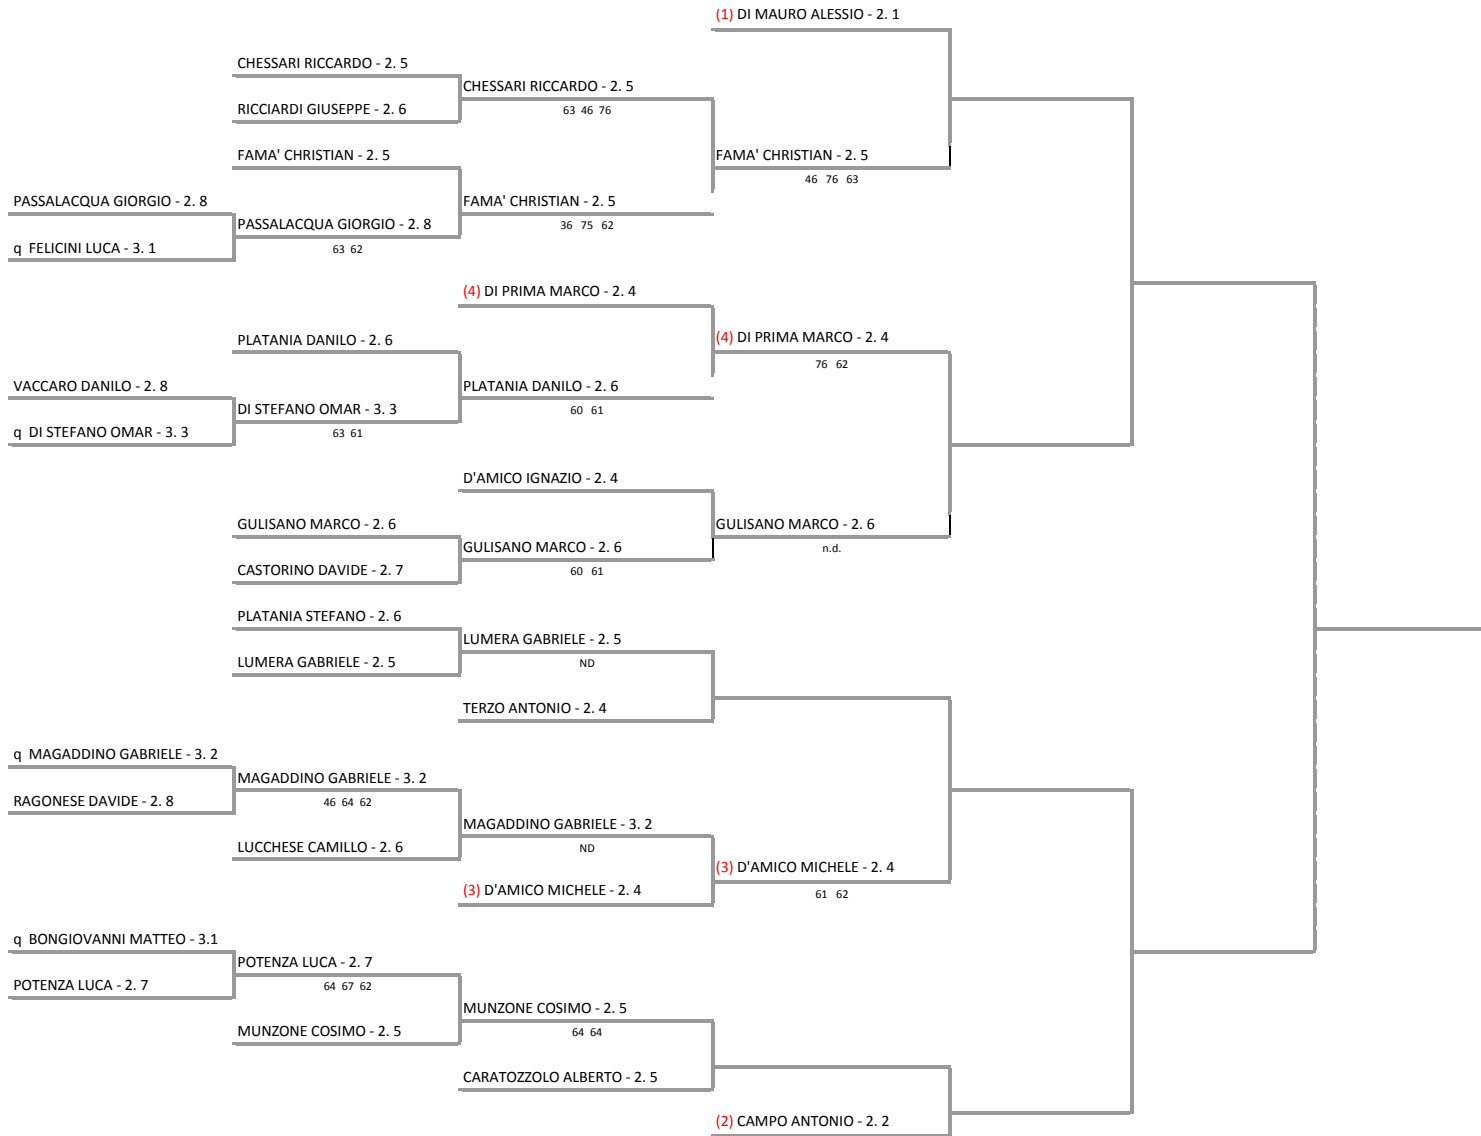 (1) DI MAURO ALESSIO - 2. 1
CHESSARI RICCARDO - 2. 5
CHESSARI RICCARDO - 2. 5
RICCIARDI GIUSEPPE - 2. 6
63 46 76
FAMA' CHRISTIAN - 2. 5
FAMA' CHRISTIAN - 2. 5
46 76 63
PASSALACQUA GIORGIO - 2. 8
FAMA' CHRISTIAN - 2. 5
PASSALACQUA GIORGIO - 2. 8
36 75 62
q FELICINI LUCA - 3. 1
63 62
(4) DI PRIMA MARCO - 2. 4
PLATANIA DANILO - 2. 6
(4) DI PRIMA MARCO - 2. 4
76 62
VACCARO DANILO - 2. 8
PLATANIA DANILO - 2. 6
DI STEFANO OMAR - 3. 3
60 61
q DI STEFANO OMAR - 3. 3
63 61
D'AMICO IGNAZIO - 2. 4
GULISANO MARCO - 2. 6
GULISANO MARCO - 2. 6
GULISANO MARCO - 2. 6
n.d.
CASTORINO DAVIDE - 2. 7
60 61
PLATANIA STEFANO - 2. 6
LUMERA GABRIELE - 2. 5
LUMERA GABRIELE - 2. 5
ND
TERZO ANTONIO - 2. 4
q MAGADDINO GABRIELE - 3. 2
MAGADDINO GABRIELE - 3. 2
RAGONESE DAVIDE - 2. 8
46 64 62
MAGADDINO GABRIELE - 3. 2
LUCCHESE CAMILLO - 2. 6
ND
(3) D'AMICO MICHELE - 2. 4
(3) D'AMICO MICHELE - 2. 4
61 62
q BONGIOVANNI MATTEO - 3.1
POTENZA LUCA - 2. 7
POTENZA LUCA - 2. 7
64 67 62
MUNZONE COSIMO - 2. 5
MUNZONE COSIMO - 2. 5
64 64
CARATOZZOLO ALBERTO - 2. 5
(2) CAMPO ANTONIO - 2. 2